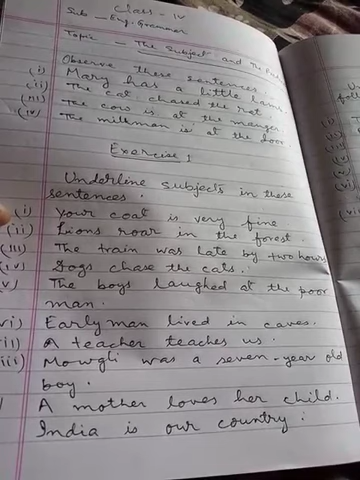 Class - IV
Sub - Eng. Grammar
Topic - The Subject and The
Observe these sentences
(i) Mary has a little lamb.
(ii) The cat chased the rat.
(iii) The cow is at the manger.
(iv) The milkman is at the door
Exercise 1
Underline subjects in these
sentences.
(i) Your coat is very fine
(ii) Lions roar in the forest.
(iii) The train was late by two hours
(iv) Dogs chase the cats.
(v) The boys laughed at the poor
man.
vi) Early man lived in caves.
ii) A teacher teaches us.
iii) Mowgli was a seven-year old
boy.
A mother loves her child.
India is our country.